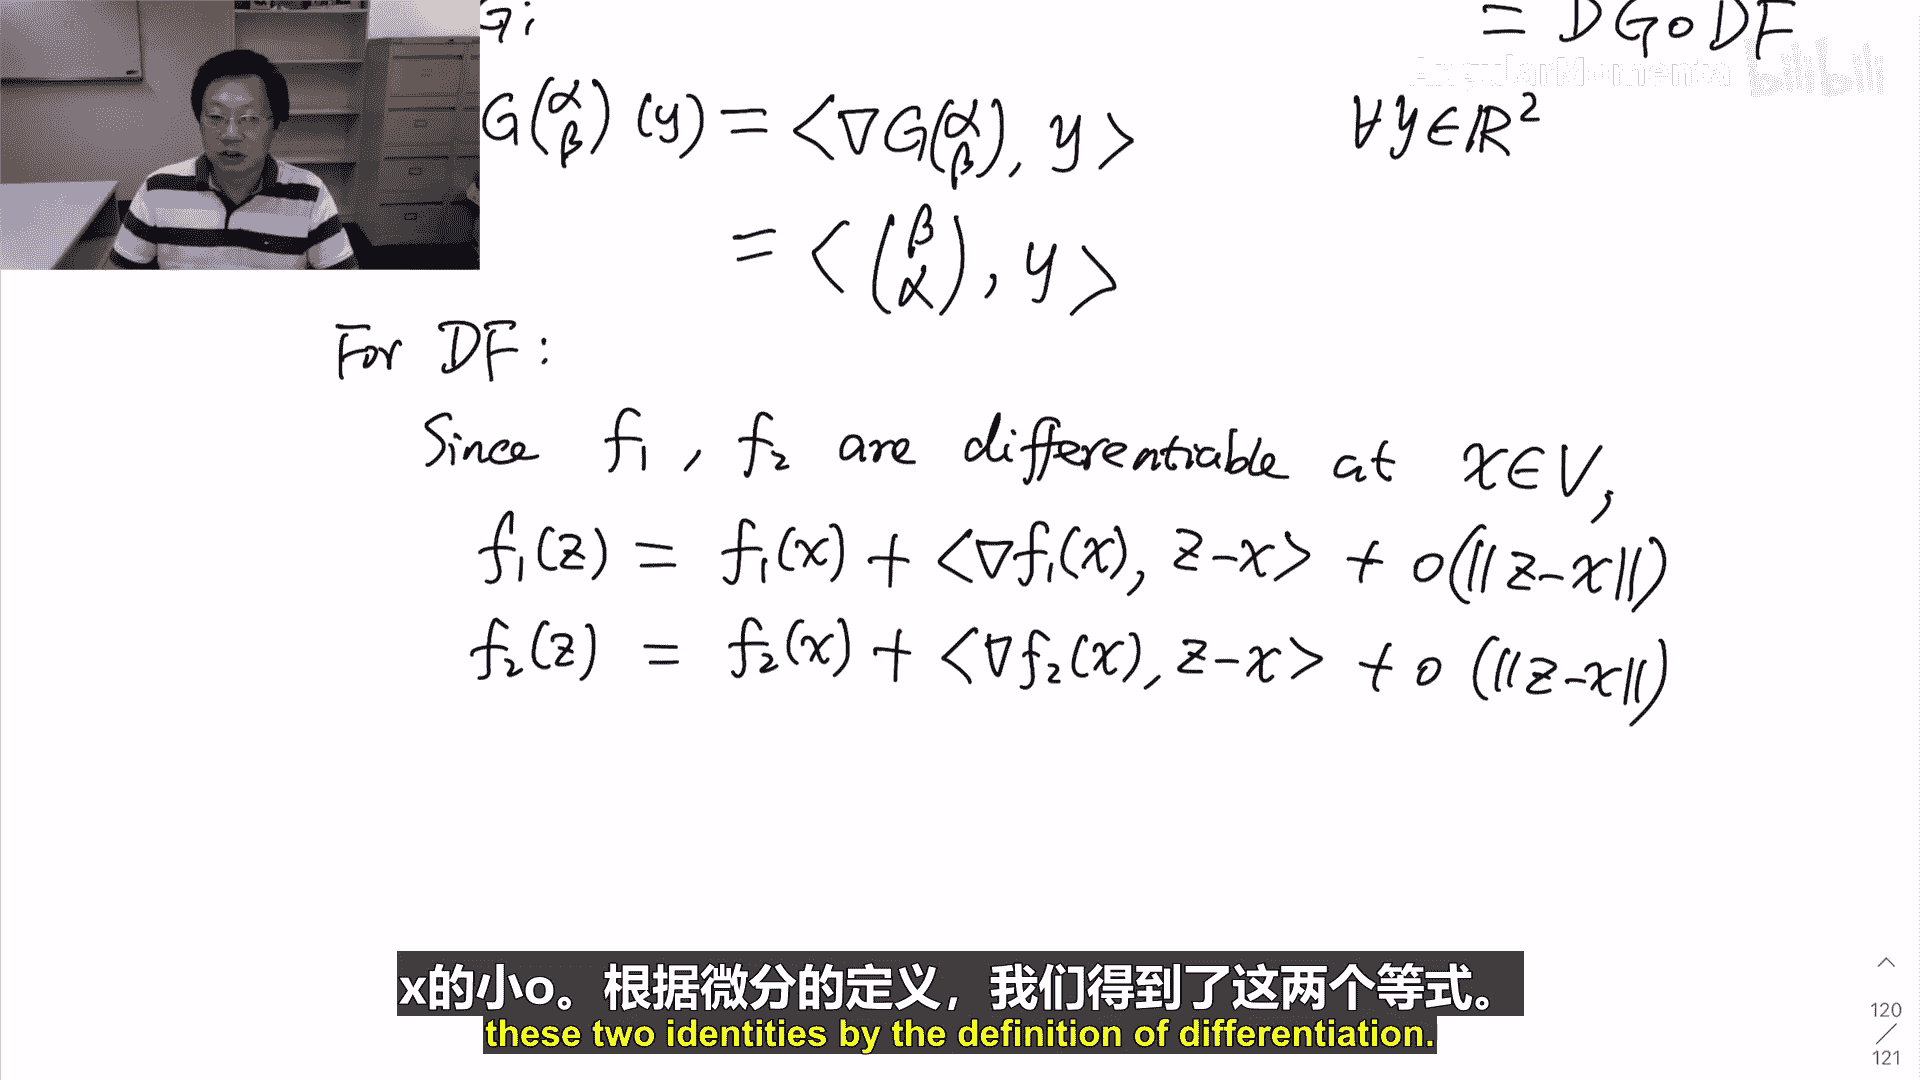 = DG∘DF
AngularMomenta bilibili
G(α β)(y) = <∇G(α β), y> ∀y∈ℝ²
= <(β α), y>
For DF:
Since f₁, f₂ are differentiable at x∈V,
f₁(z) = f₁(x) + <∇f₁(x), z-x> + o(||z-x||)
f₂(z) = f₂(x) + <∇f₂(x), z-x> + o(||z-x||)
x的小o。根据微分的定义，我们得到了这两个等式。
these two identities by the definition of differentiation.
120
/
121